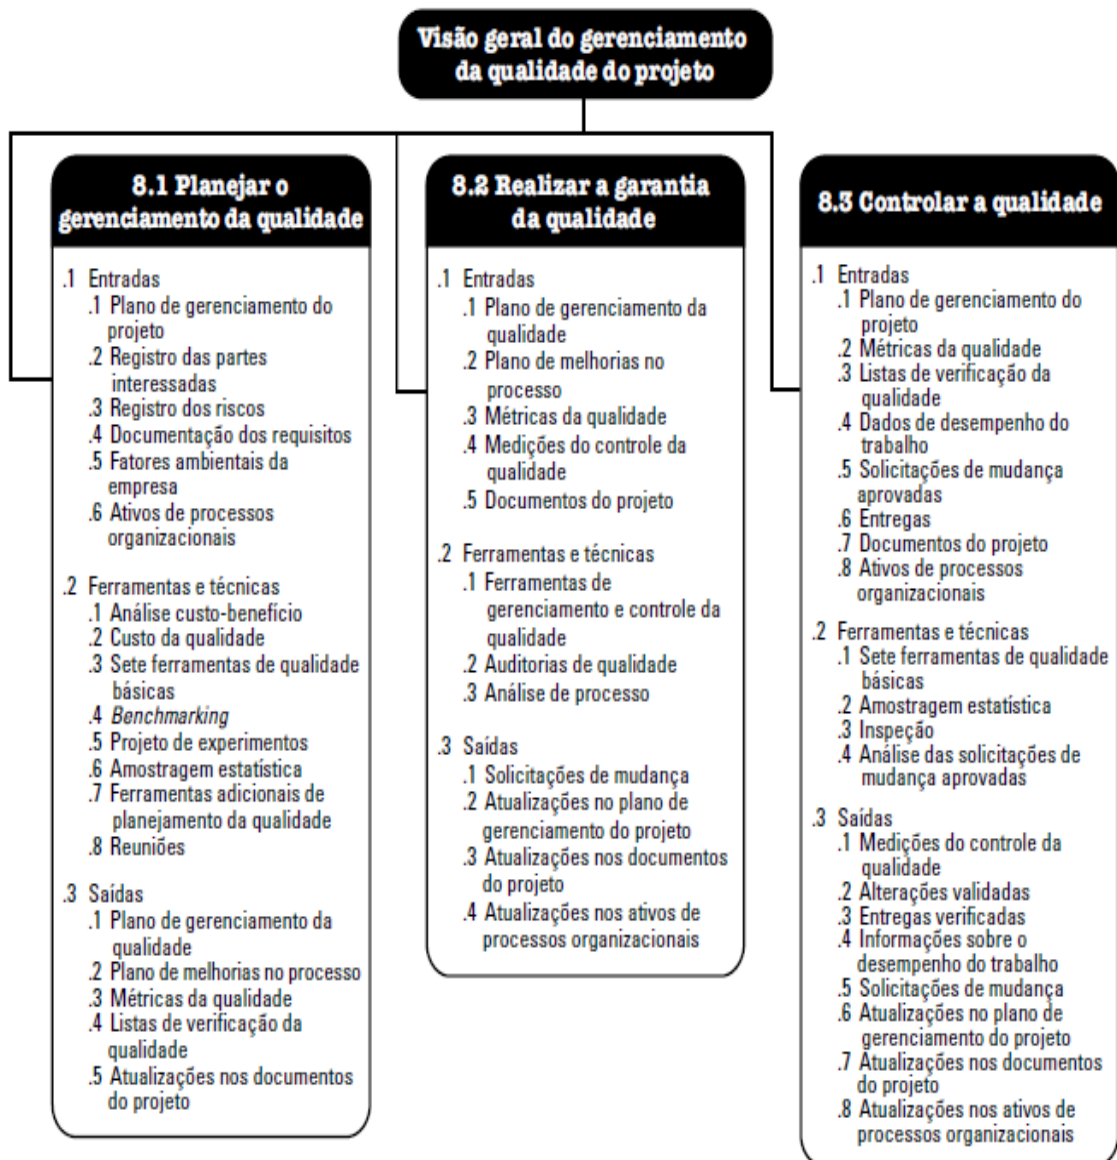 Visão geral do gerenciamento
da qualidade do projeto
8.1 Planejar o
gerenciamento da qualidade
.1 Entradas
.1 Plano de gerenciamento do
projeto
.2 Registro das partes
interessadas
.3 Registro dos riscos
.4 Documentação dos requisitos
.5 Fatores ambientais da
empresa
.6 Ativos de processos
organizacionais
.2 Ferramentas e técnicas
.1 Análise custo-benefício
.2 Custo da qualidade
.3 Sete ferramentas de qualidade
básicas
.4 Benchmarking
.5 Projeto de experimentos
.6 Amostragem estatística
.7 Ferramentas adicionais de
planejamento da qualidade
.8 Reuniões
.3 Saídas
.1 Plano de gerenciamento da
qualidade
.2 Plano de melhorias no processo
.3 Métricas da qualidade
.4 Listas de verificação da
qualidade
.5 Atualizações nos documentos
do projeto
8.2 Realizar a garantia
da qualidade
.1 Entradas
.1 Plano de gerenciamento da
qualidade
.2 Plano de melhorias no
processo
.3 Métricas da qualidade
.4 Medições do controle da
qualidade
.5 Documentos do projeto
.2 Ferramentas e técnicas
.1 Ferramentas de
gerenciamento e controle da
qualidade
.2 Auditorias de qualidade
.3 Análise de processo
.3 Saídas
.1 Solicitações de mudança
.2 Atualizações no plano de
gerenciamento do projeto
.3 Atualizações nos documentos
do projeto
.4 Atualizações nos ativos de
processos organizacionais
8.3 Controlar a qualidade
.1 Entradas
.1 Plano de gerenciamento do
projeto
.2 Métricas da qualidade
.3 Listas de verificação da
qualidade
.4 Dados de desempenho do
trabalho
.5 Solicitações de mudança
aprovadas
.6 Entregas
.7 Documentos do projeto
.8 Ativos de processos
organizacionais
.2 Ferramentas e técnicas
.1 Sete ferramentas de qualidade
básicas
.2 Amostragem estatística
.3 Inspeção
.4 Análise das solicitações de
mudança aprovadas
.3 Saídas
.1 Medições do controle da
qualidade
.2 Alterações validadas
.3 Entregas verificadas
.4 Informações sobre o
desempenho do trabalho
.5 Solicitações de mudança
.6 Atualizações no plano de
gerenciamento do projeto
.7 Atualizações nos documentos
do projeto
.8 Atualizações nos ativos de
processos organizacionais